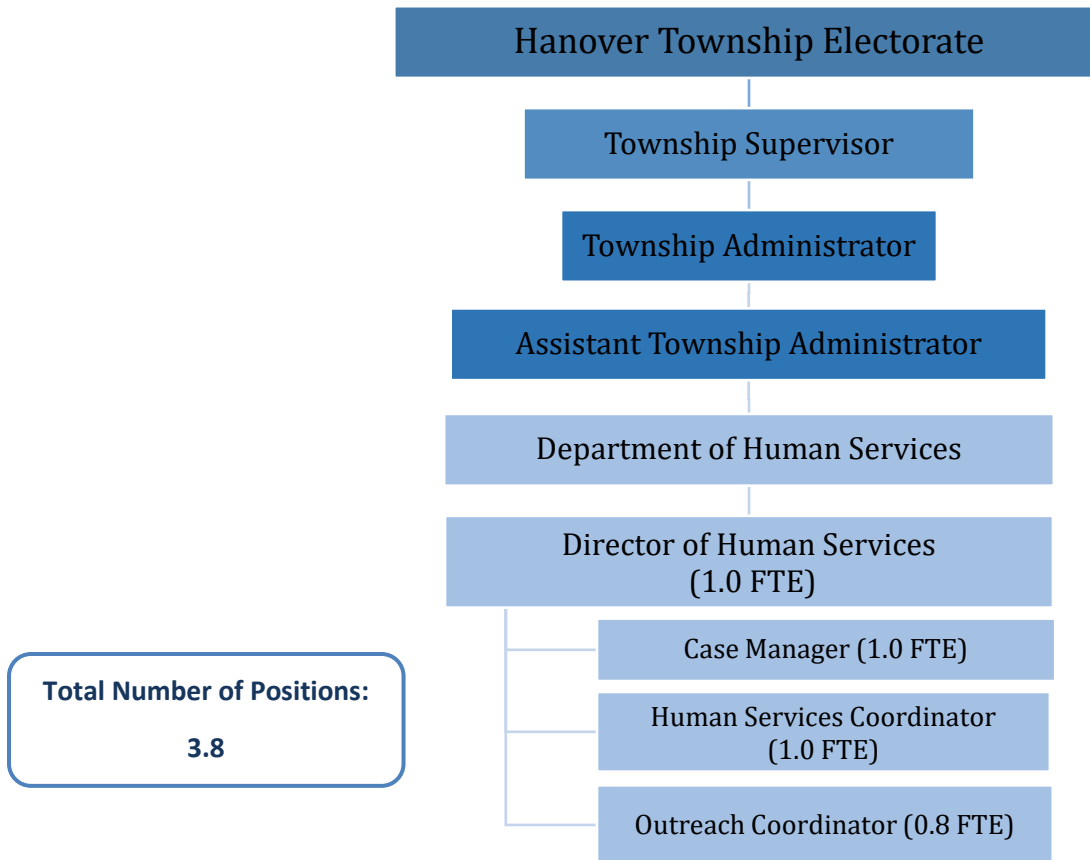 Hanover Township Electorate
Township Supervisor
Township Administrator
Assistant Township Administrator
Department of Human Services
Director of Human Services
(1.0 FTE)
Case Manager (1.0 FTE)
Human Services Coordinator
(1.0 FTE)
Outreach Coordinator (0.8 FTE)
Total Number of Positions:
3.8